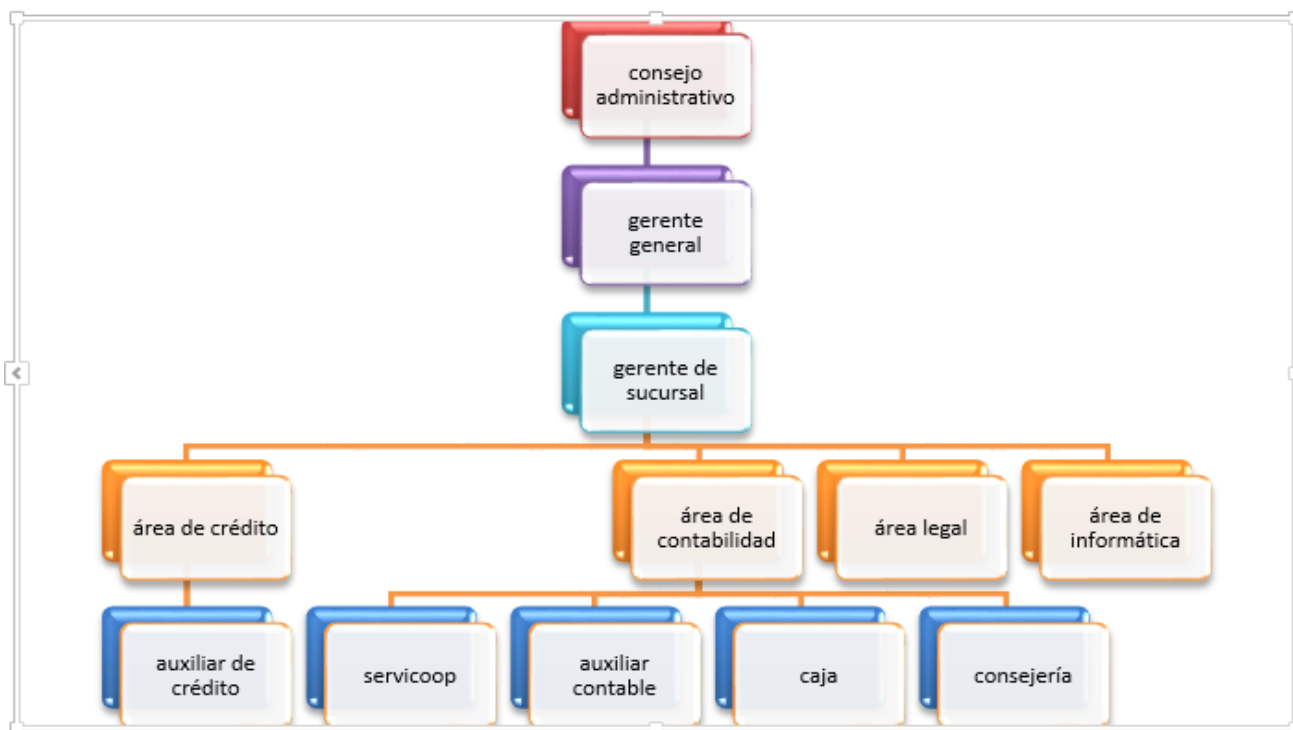 consejo
administrativo
gerente
general
gerente de
sucursal
área de crédito
área de
contabilidad
área legal
área de
informática
auxiliar de
crédito
servicoop
auxiliar
contable
caja
consejería